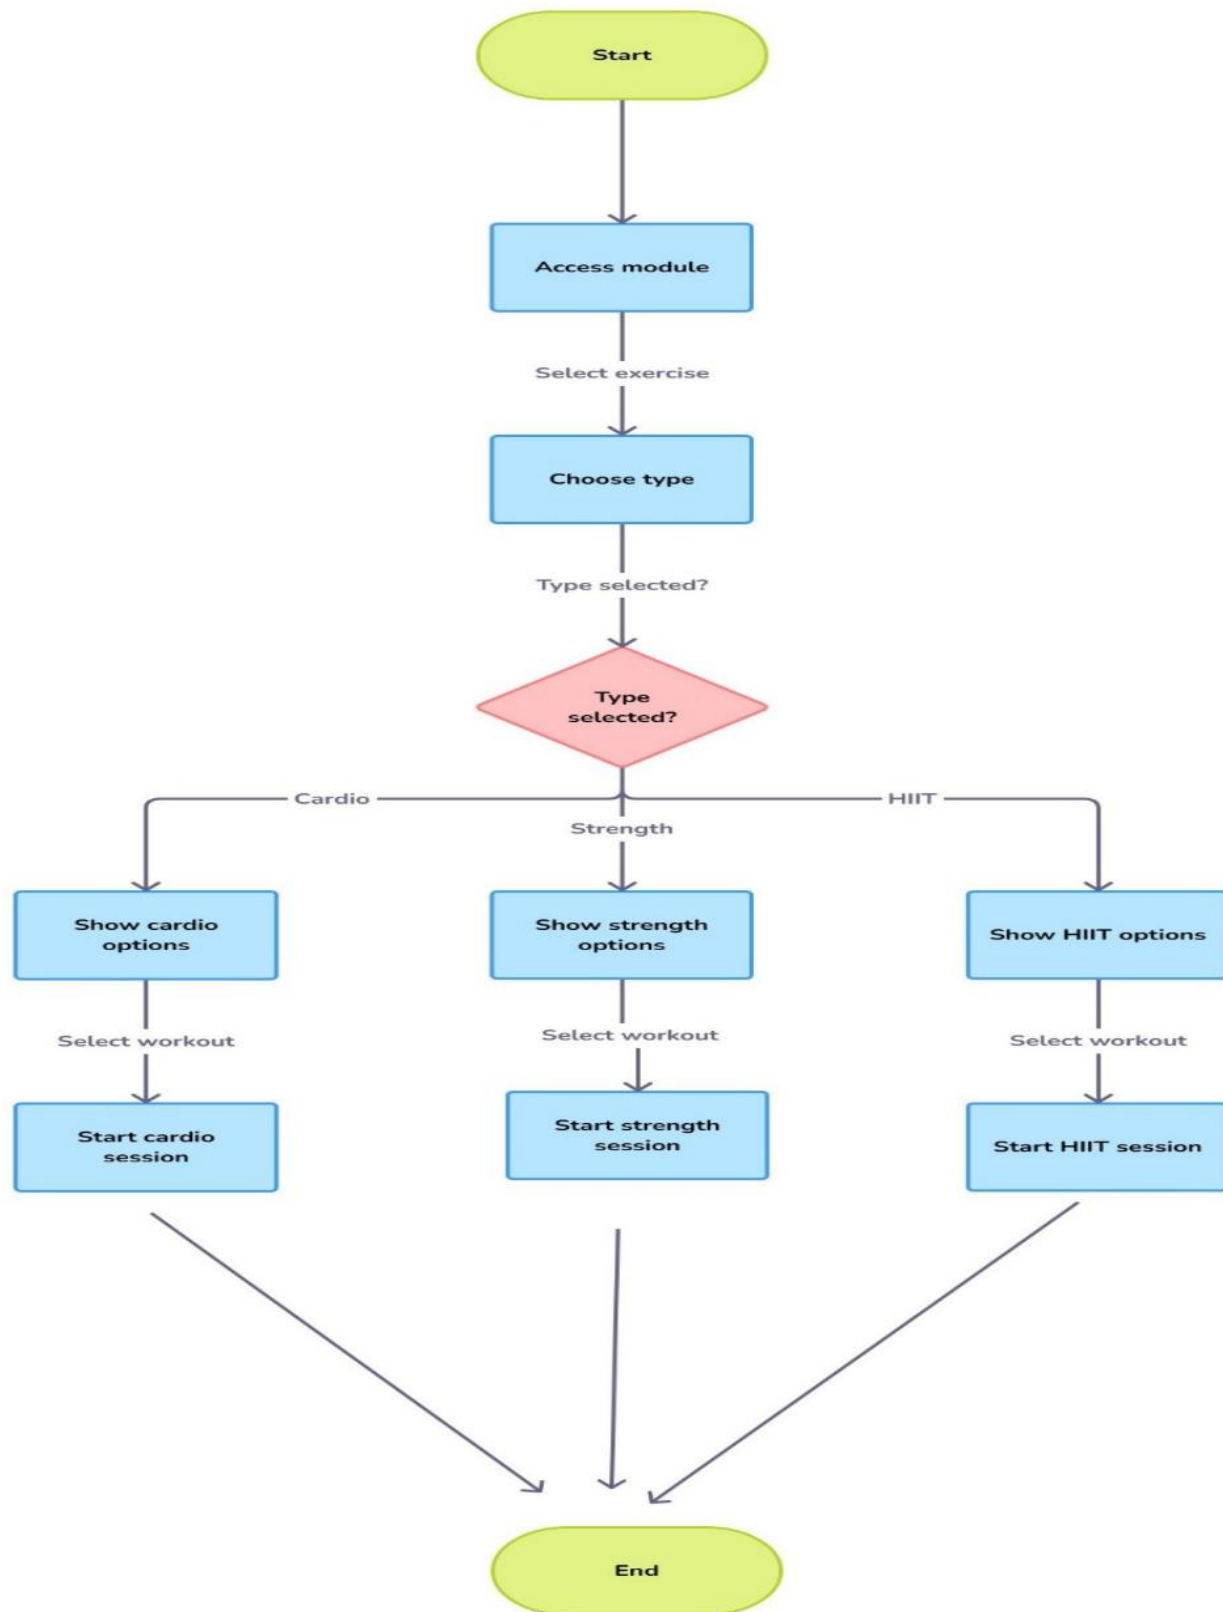 Start
Access module
Select exercise
Choose type
Type selected?
Type
selected?
Cardio
HIIT
Strength
Show cardio
options
Show strength
options
Show HIIT options
Select workout
Select workout
Select workout
Start cardio
session
Start strength
session
Start HIIT session
End